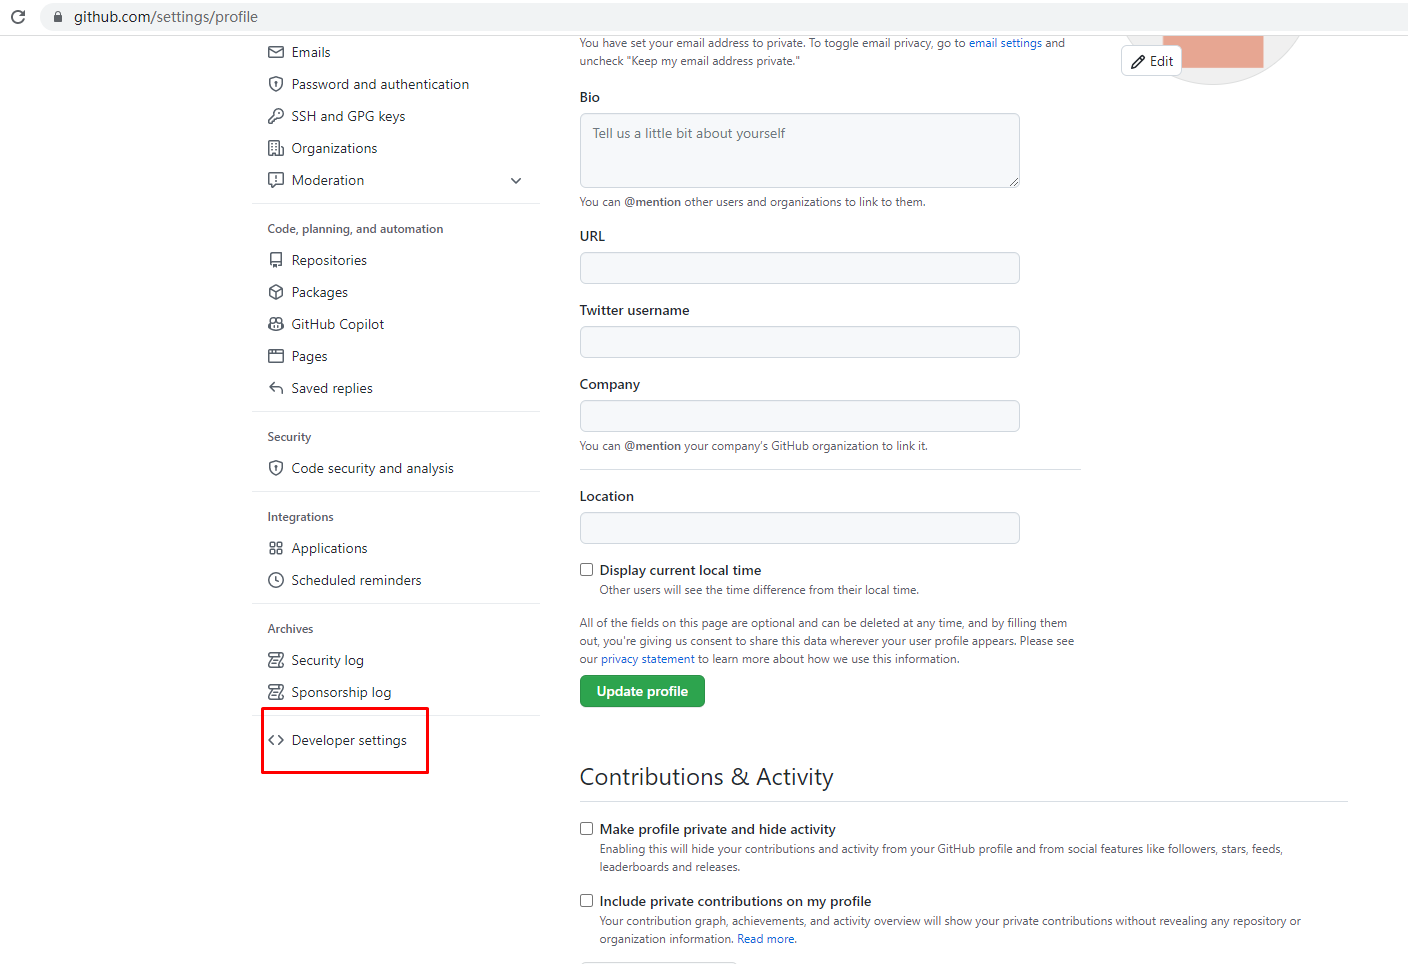 github.com/settings/profile
Emails
Password and authentication
SSH and GPG keys
Organizations
Moderation
Code, planning, and automation
Repositories
Packages
GitHub Copilot
Pages
Saved replies
Security
Code security and analysis
Integrations
Applications
Scheduled reminders
Archives
Security log
Sponsorship log
Developer settings
You have set your email address to private. To toggle email privacy, go to email settings and
uncheck "Keep my email address private."
Edit
Bio
Tell us a little bit about yourself
You can @mention other users and organizations to link to them.
URL
Twitter username
Company
You can @mention your company's GitHub organization to link it.
Location
Display current local time
Other users will see the time difference from their local time.
All of the fields on this page are optional and can be deleted at any time, and by filling them
out, you're giving us consent to share this data wherever your user profile appears. Please see
our privacy statement to learn more about how we use this information.
Update profile
Contributions & Activity
Make profile private and hide activity
Enabling this will hide your contributions and activity from your GitHub profile and from social features like followers, stars, feeds,
leaderboards and releases.
Include private contributions on my profile
Your contribution graph, achievements, and activity overview will show your private contributions without revealing any repository or
organization information. Read more.